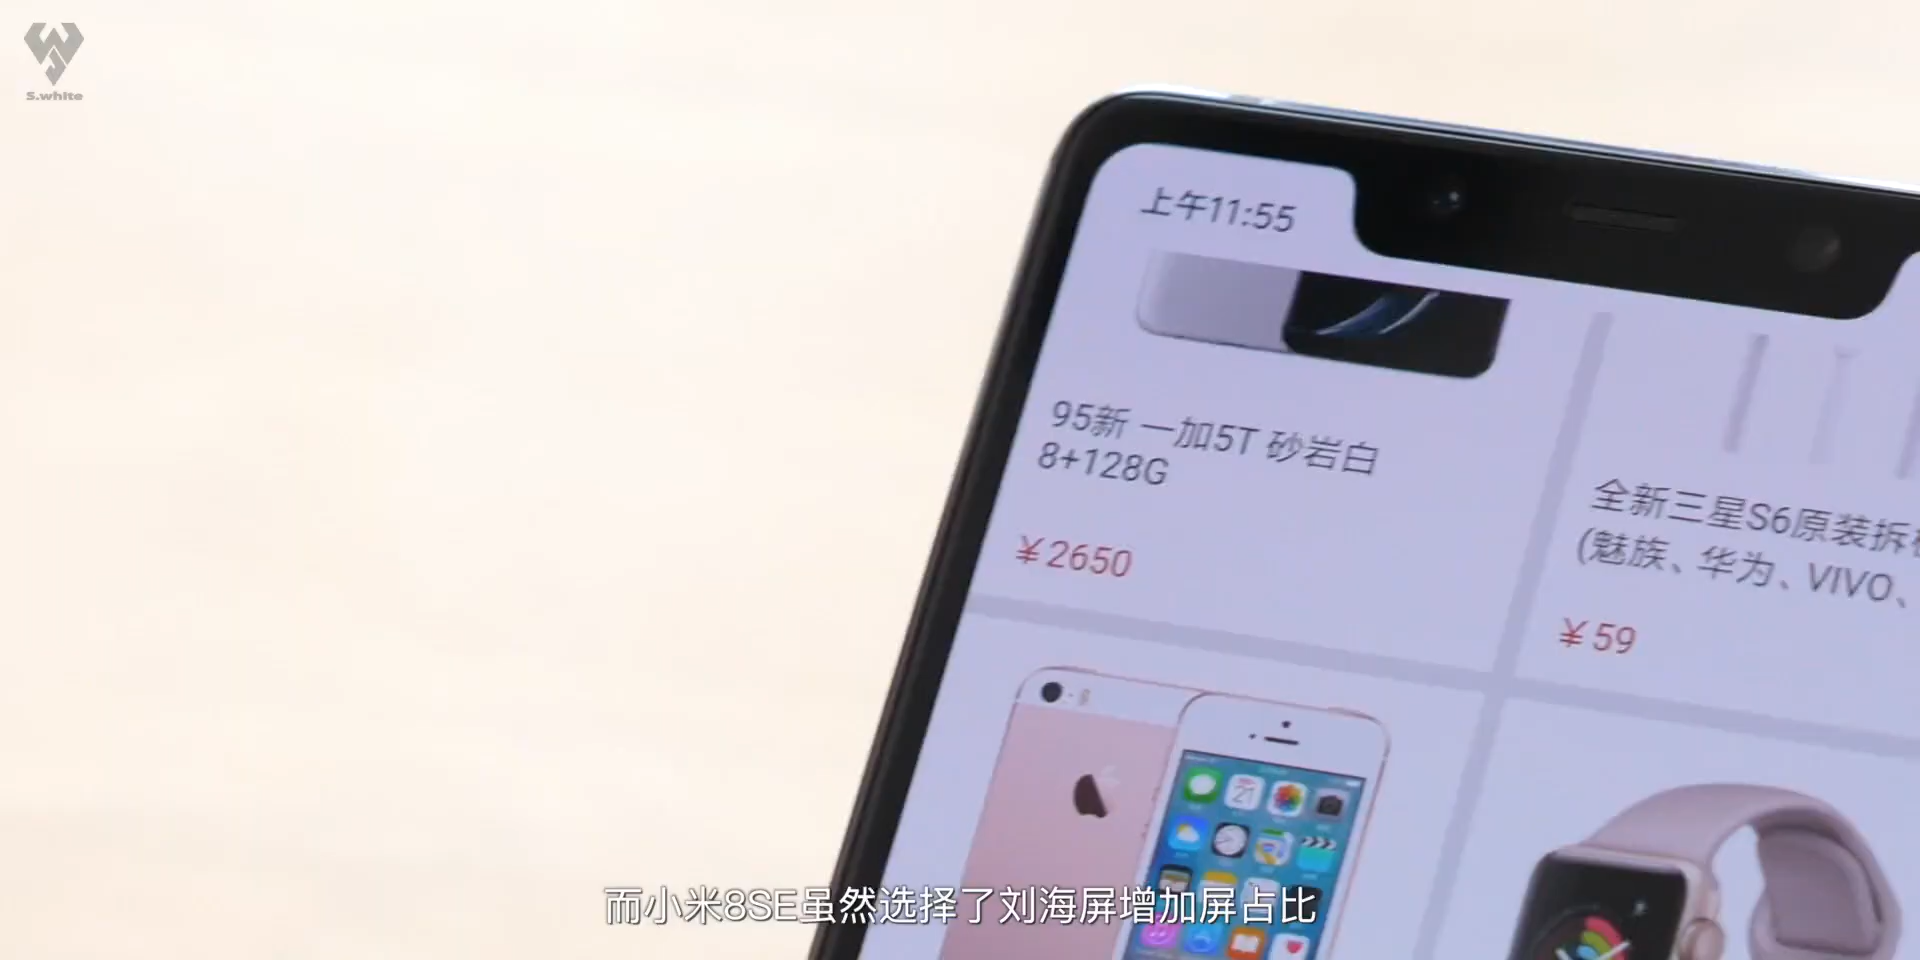 S.white
上午11:55
95新 一加5T 砂岩白
8+128G
￥2650
全新三星S6原装拆
(魅族、华为、VIVO、
￥59
21
而小米8SE虽然选择了刘海屏增加屏占比